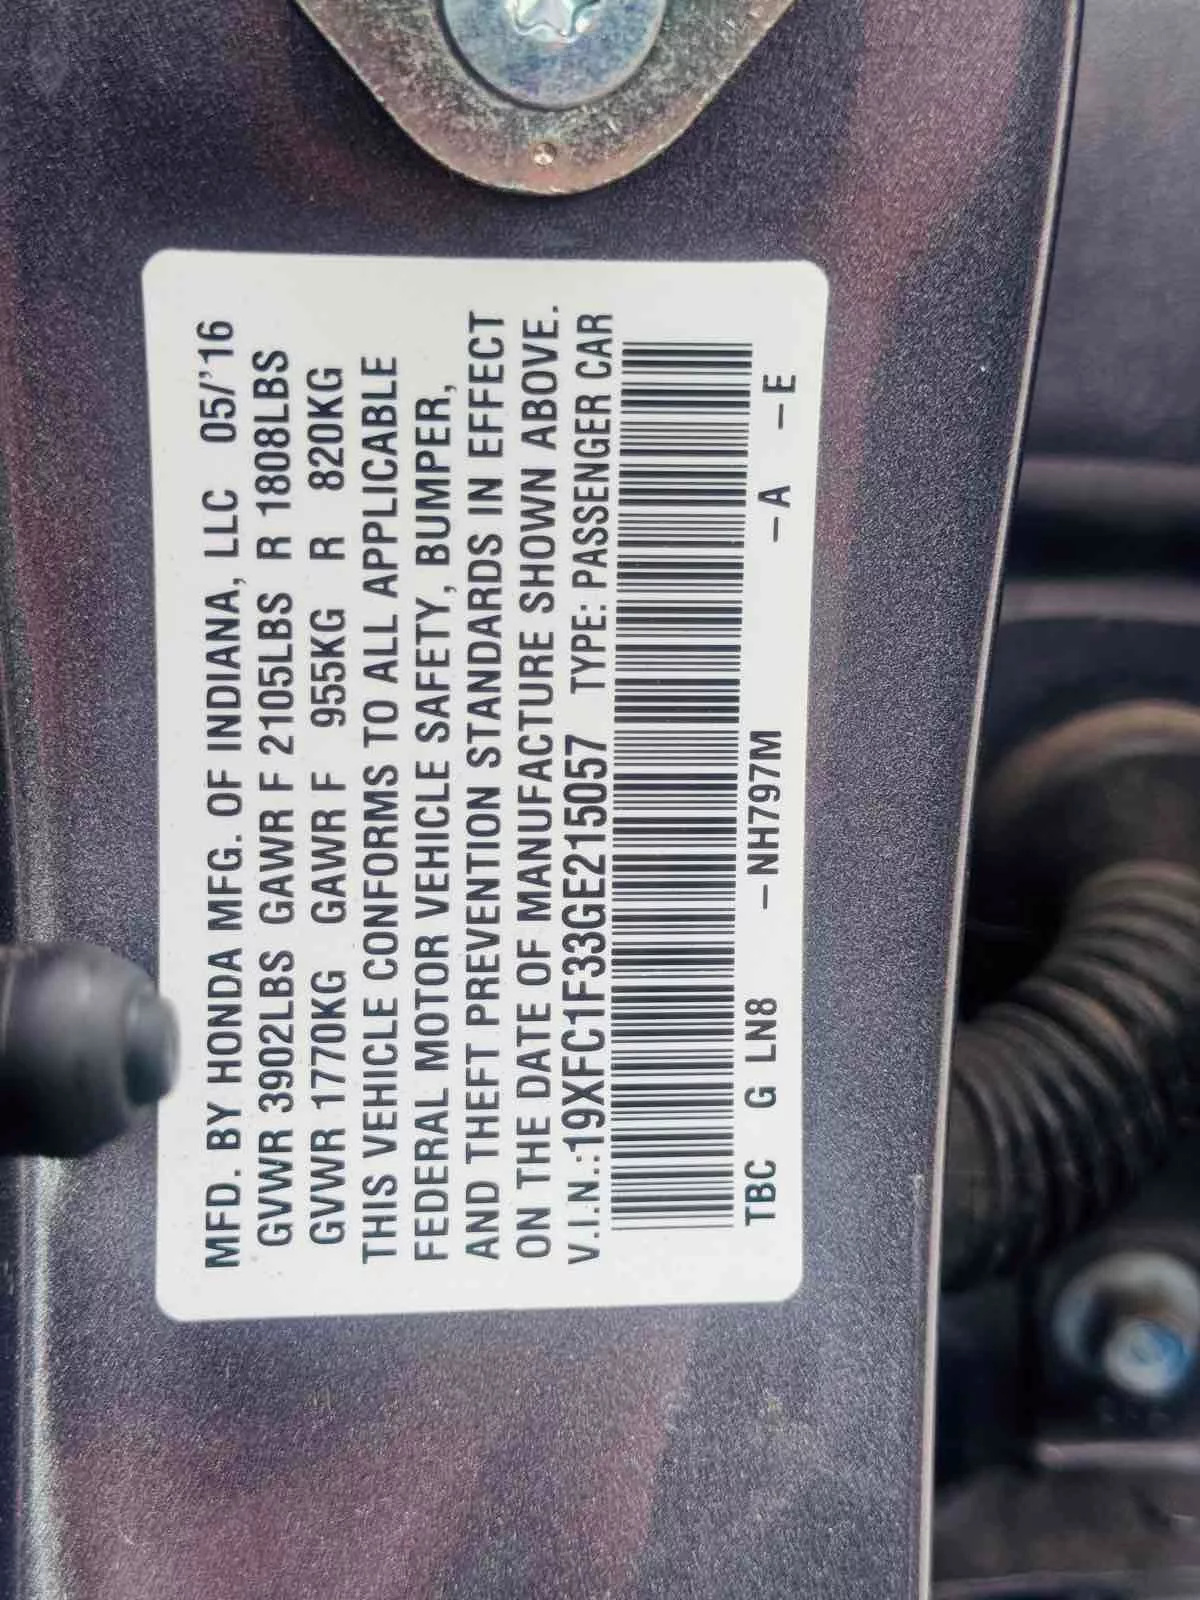 MFD. BY HONDA MFG. OF INDIANA, LLC 05/'16
GVWR 3902LBS GAWR F 2105LBS R 1808LBS
GVWR 1770KG GAWR F 955KG R 820KG
THIS VEHICLE CONFORMS TO ALL APPLICABLE
FEDERAL MOTOR VEHICLE SAFETY, BUMPER,
AND THEFT PREVENTION STANDARDS IN EFFECT
ON THE DATE OF MANUFACTURE SHOWN ABOVE.
V.I.N.:19XFC1F33GE215057 TYPE: PASSENGER CAR
TBC G LN8 –NH797M –A –E